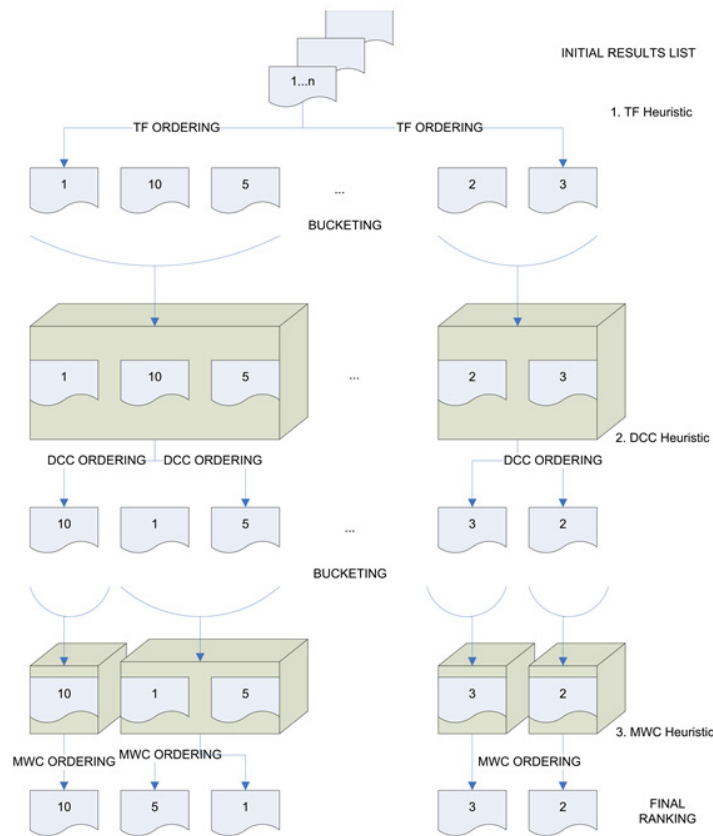 INITIAL RESULTS LIST
1...n
1. TF Heuristic
TF ORDERING TF ORDERING
1 10 5 ... 2 3
BUCKETING
1 10 5 ... 2 3
2. DCC Heuristic
DCC ORDERING DCC ORDERING DCC ORDERING
10 1 5 ... 3 2
BUCKETING
10 1 5 3 2
3. MWC Heuristic
MWC ORDERING MWC ORDERING MWC ORDERING
10 5 1 3 2
FINAL
RANKING